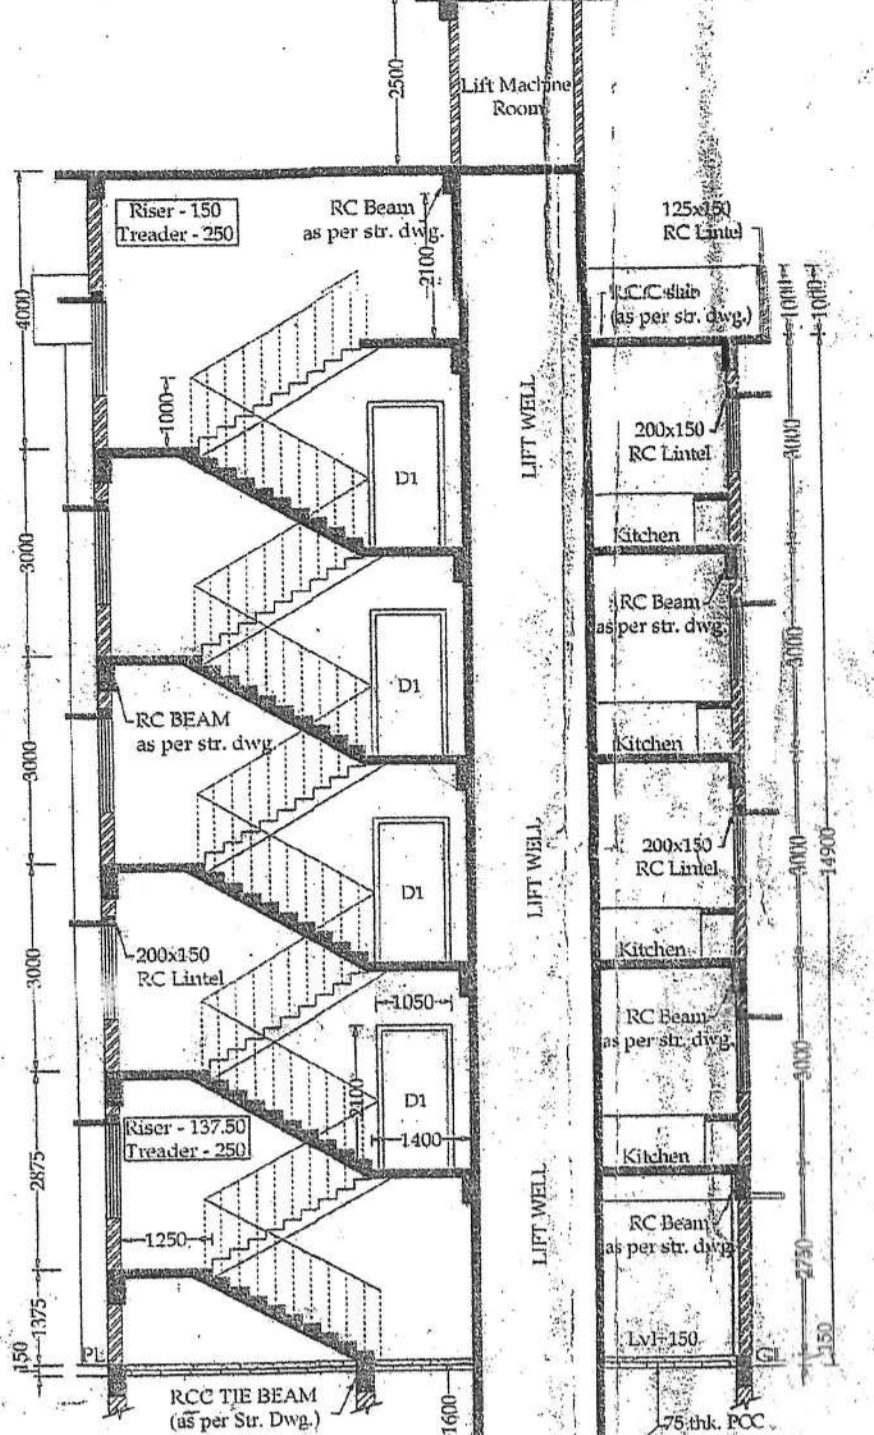 2500
Lift Machine
Room
Riser - 150
Treader - 250
RC Beam
as per str. dwg.
2100
125x150
RC Lintel
4000
R.C.C slab
(as per str. dwg.)
1000
1000
1000
LIFT WELL
200x150
RC Lintel
3000
D1
Kitchen
3000
RC Beam
as per str. dwg.
3000
D1
RC BEAM
as per str. dwg.
Kitchen
3000
LIFT WELL
200x150
RC Lintel
3000
14900
D1
200x150
RC Lintel
Kitchen
3000
1050
RC Beam
as per str. dwg.
3000
2100
D1
Riser - 137.50
Treader - 250
1400
Kitchen
2875
LIFT WELL
RC Beam
as per str. dwg.
1250
2750
1375
Lvl+150
150
PL
GL
150
RCC TIE BEAM
(as per Str. Dwg.)
1600
75 thk. PCC